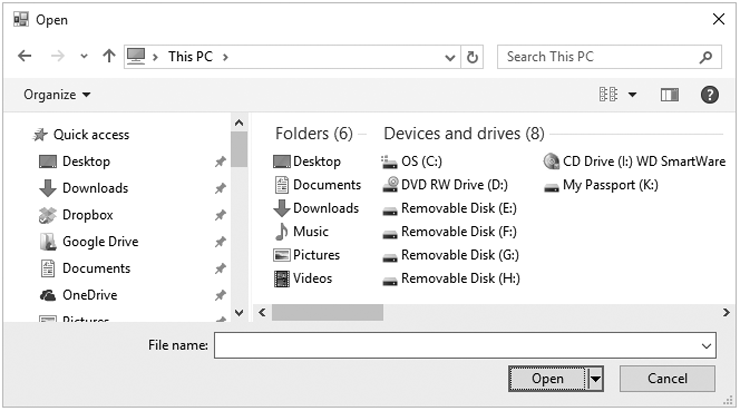 Open
This PC
Search This PC
Organize
Quick access
Desktop
Downloads
Dropbox
Google Drive
Documents
OneDrive
Pictures
Folders (6)
Desktop
Documents
Downloads
Music
Pictures
Videos
Devices and drives (8)
OS (C:)
DVD RW Drive (D:)
Removable Disk (E:)
Removable Disk (F:)
Removable Disk (G:)
Removable Disk (H:)
CD Drive (I:) WD SmartWare
My Passport (K:)
File name:
Open
Cancel